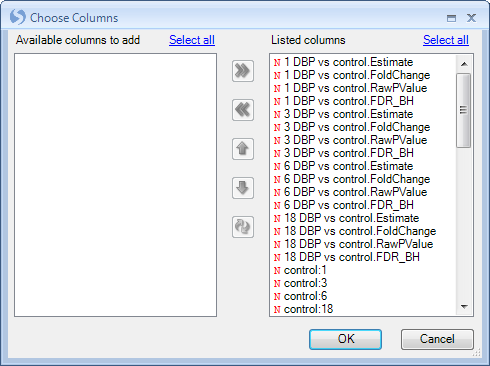 Choose Columns
Available columns to add
Select all
Listed columns
Select all
N 1 DBP vs control.Estimate
N 1 DBP vs control.FoldChange
N 1 DBP vs control.RawPValue
N 1 DBP vs control.FDR_BH
N 3 DBP vs control.Estimate
N 3 DBP vs control.FoldChange
N 3 DBP vs control.RawPValue
N 3 DBP vs control.FDR_BH
N 6 DBP vs control.Estimate
N 6 DBP vs control.FoldChange
N 6 DBP vs control.RawPValue
N 6 DBP vs control.FDR_BH
N 18 DBP vs control.Estimate
N 18 DBP vs control.FoldChange
N 18 DBP vs control.RawPValue
N 18 DBP vs control.FDR_BH
N control:1
N control:3
N control:6
N control:18
OK
Cancel